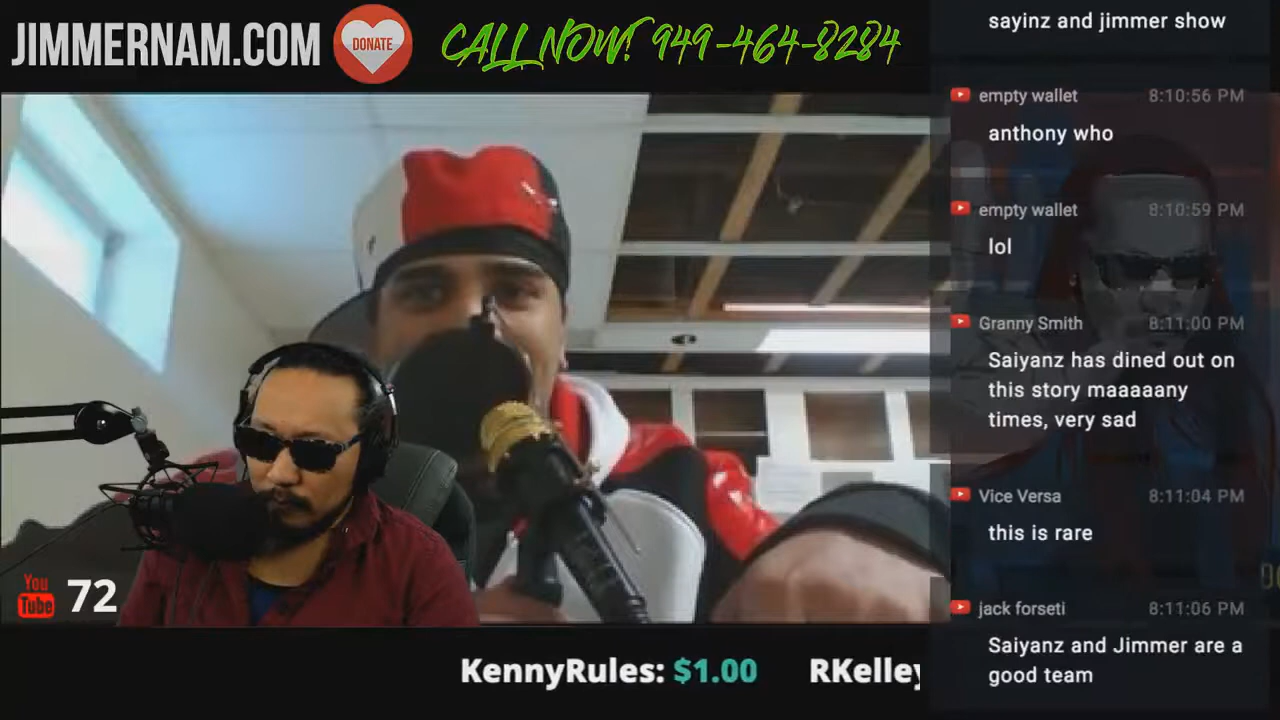 JIMMERNAM.COM
DONATE
CALL NOW! 949-464-8284
sayinz and jimmer show
empty wallet 8:10:56 PM
anthony who
empty wallet 8:10:59 PM
lol
Granny Smith 8:11:00 PM
Saiyanz has dined out on
this story maaaaany
times, very sad
Vice Versa 8:11:04 PM
this is rare
jack forseti 8:11:06 PM
Saiyanz and Jimmer are a
good team
You
Tube 72
KennyRules: $1.00 RKelley